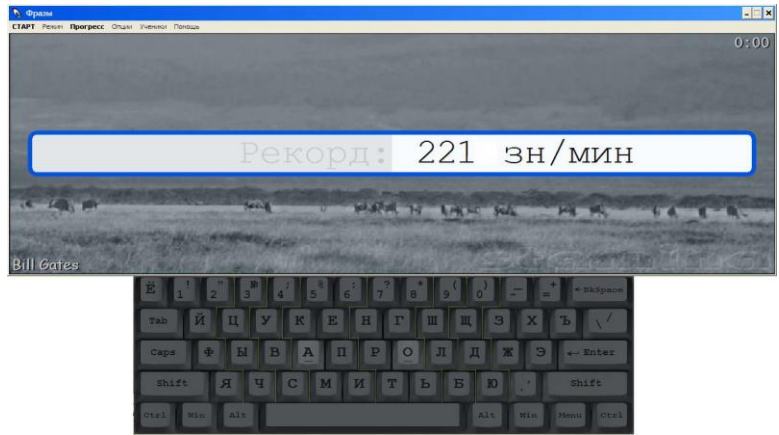 Фразы
СТАРТ Режим Прогресс Опции Ученики Помощь
0:00
Рекорд: 221 зн/мин
Bill Gates
Ё 1 ! 2 " 3 № 4 ; 5 % 6 : 7 ? 8 * 9 ( 0 ) - _ = + ← BkSpace
Tab Й Ц У К Е Н Г Ш Щ З Х Ъ \ /
Caps Ф Ы В А П Р О Л Д Ж Э ↵ Enter
Shift Я Ч С М И Т Ь Б Ю . , Shift
Ctrl Win Alt Alt Win Menu Ctrl